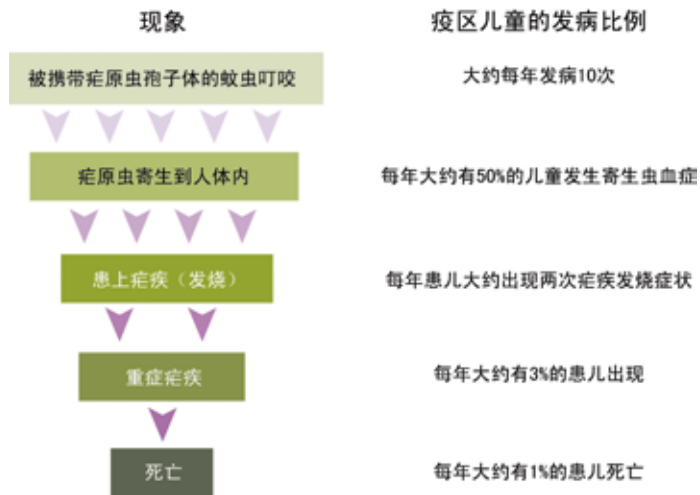 现象
疫区儿童的发病比例
被携带疟原虫孢子体的蚊虫叮咬
大约每年发病10次
疟原虫寄生到人体内
每年大约有50%的儿童发生寄生虫血症
患上疟疾（发烧）
每年患儿大约出现两次疟疾发烧症状
重症疟疾
每年大约有3%的患儿出现
死亡
每年大约有1%的患儿死亡